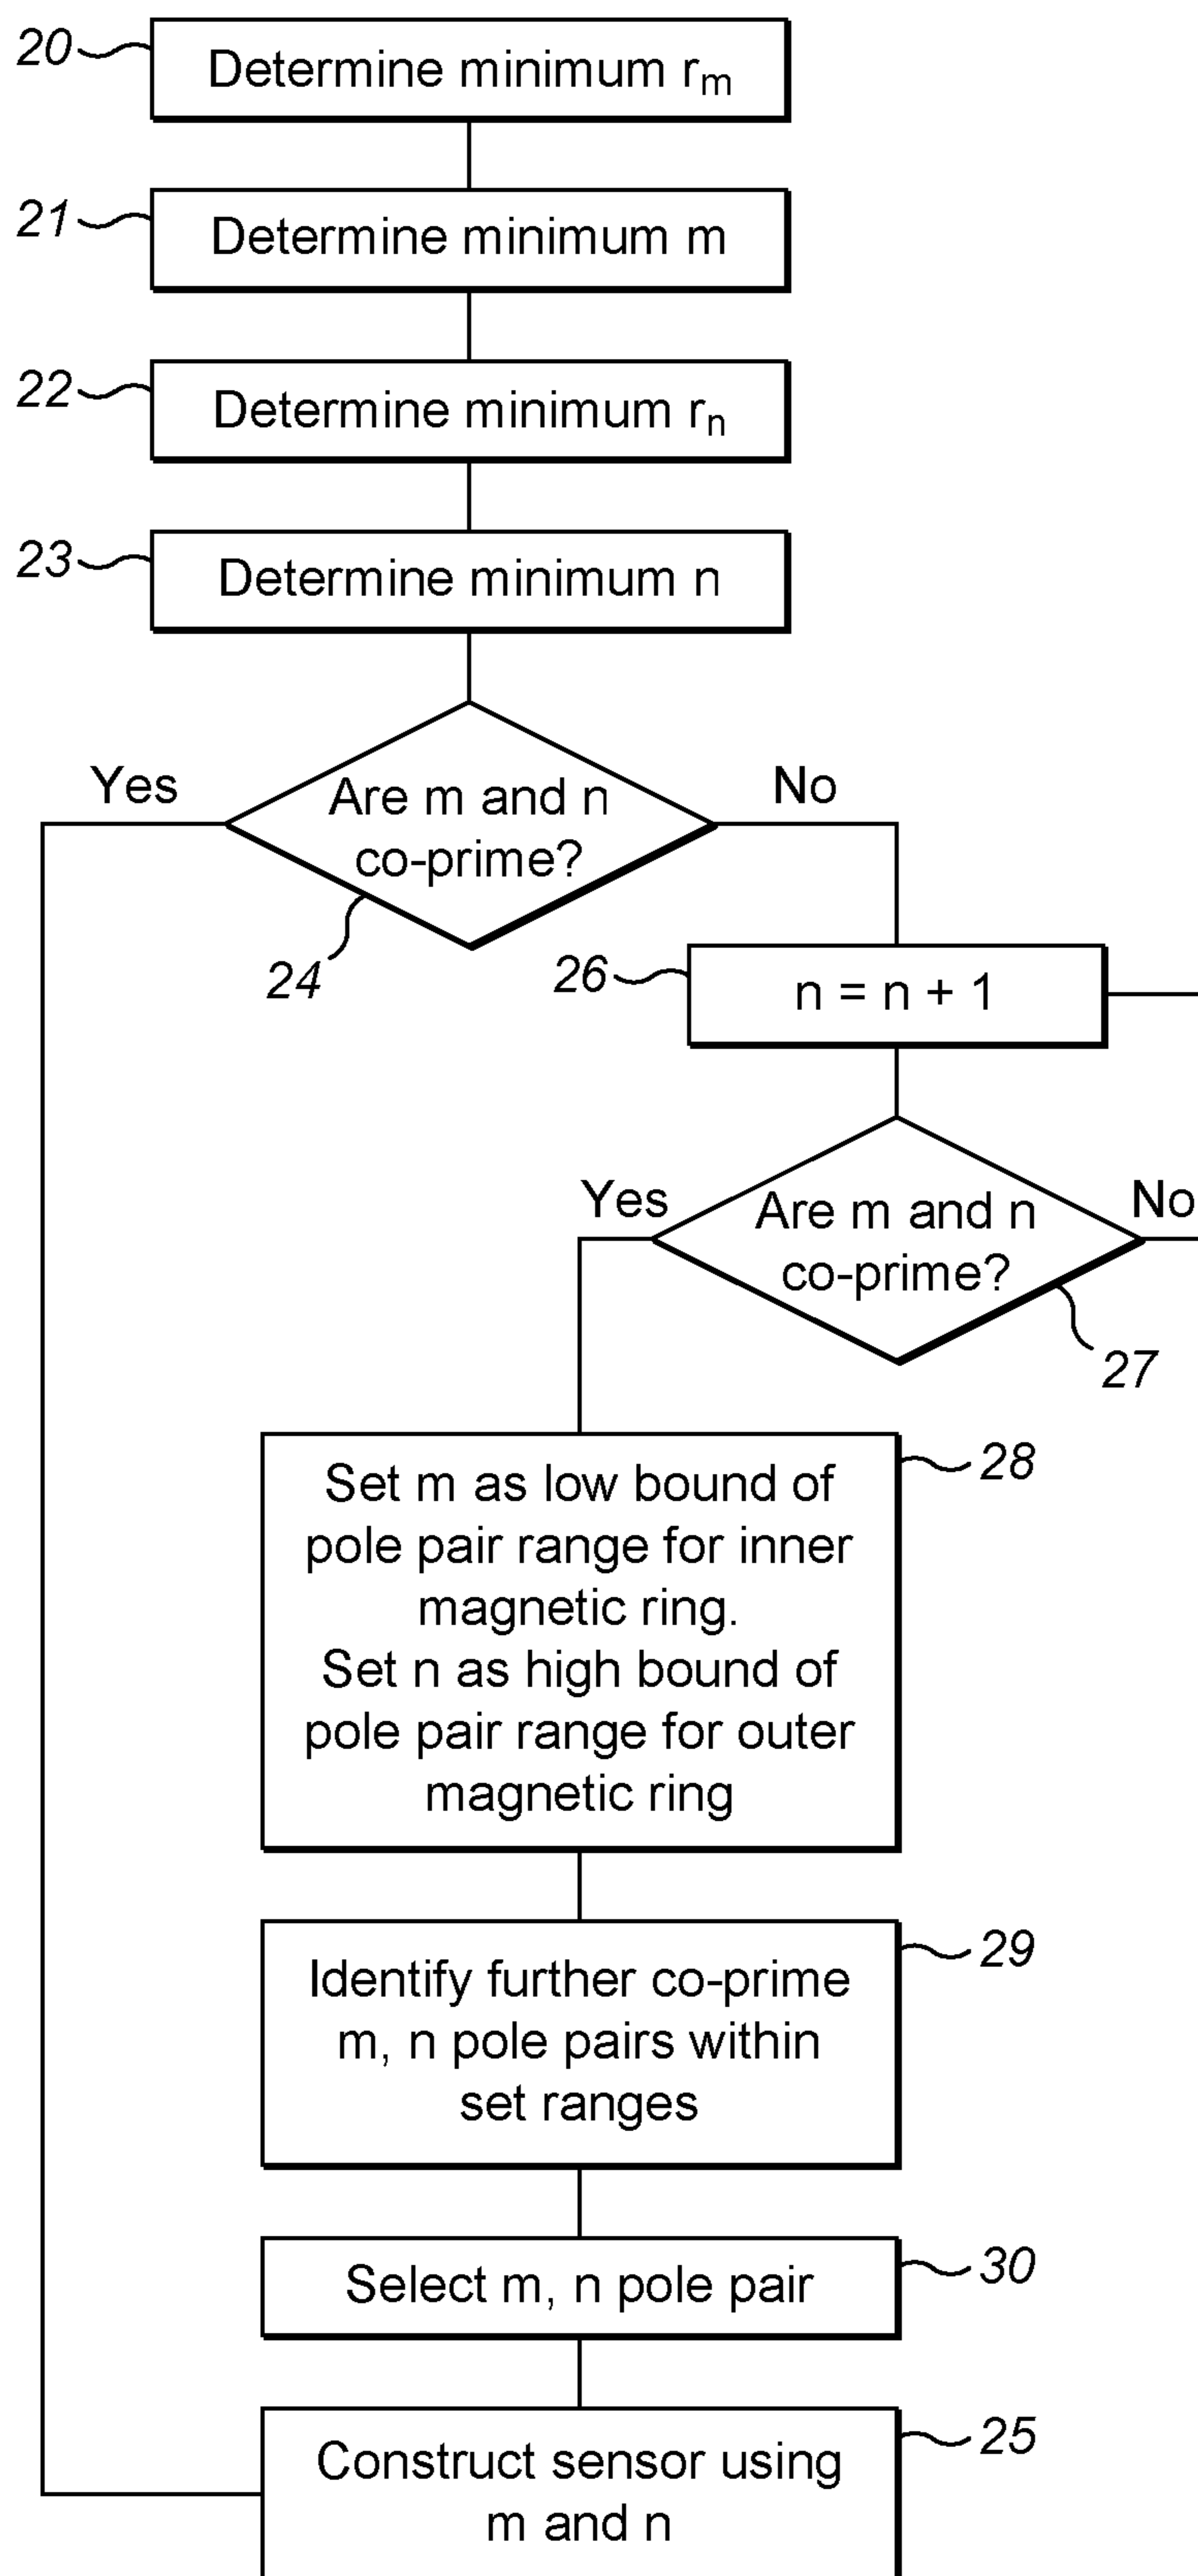 20
Determine minimum rm
21
Determine minimum m
22
Determine minimum rn
23
Determine minimum n
Yes
Are m and n
co-prime?
No
24
26
n = n + 1
Yes
Are m and n
co-prime?
No
27
28
Set m as low bound of
pole pair range for inner
magnetic ring.
Set n as high bound of
pole pair range for outer
magnetic ring
29
Identify further co-prime
m, n pole pairs within
set ranges
30
Select m, n pole pair
25
Construct sensor using
m and n